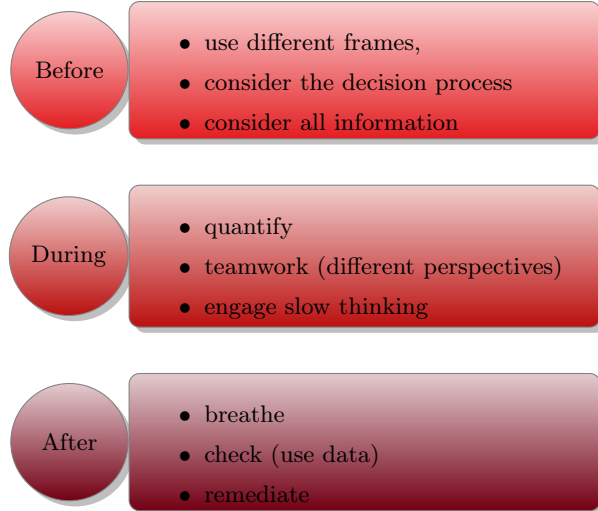 Before
• use different frames,
• consider the decision process
• consider all information
During
• quantify
• teamwork (different perspectives)
• engage slow thinking
After
• breathe
• check (use data)
• remediate